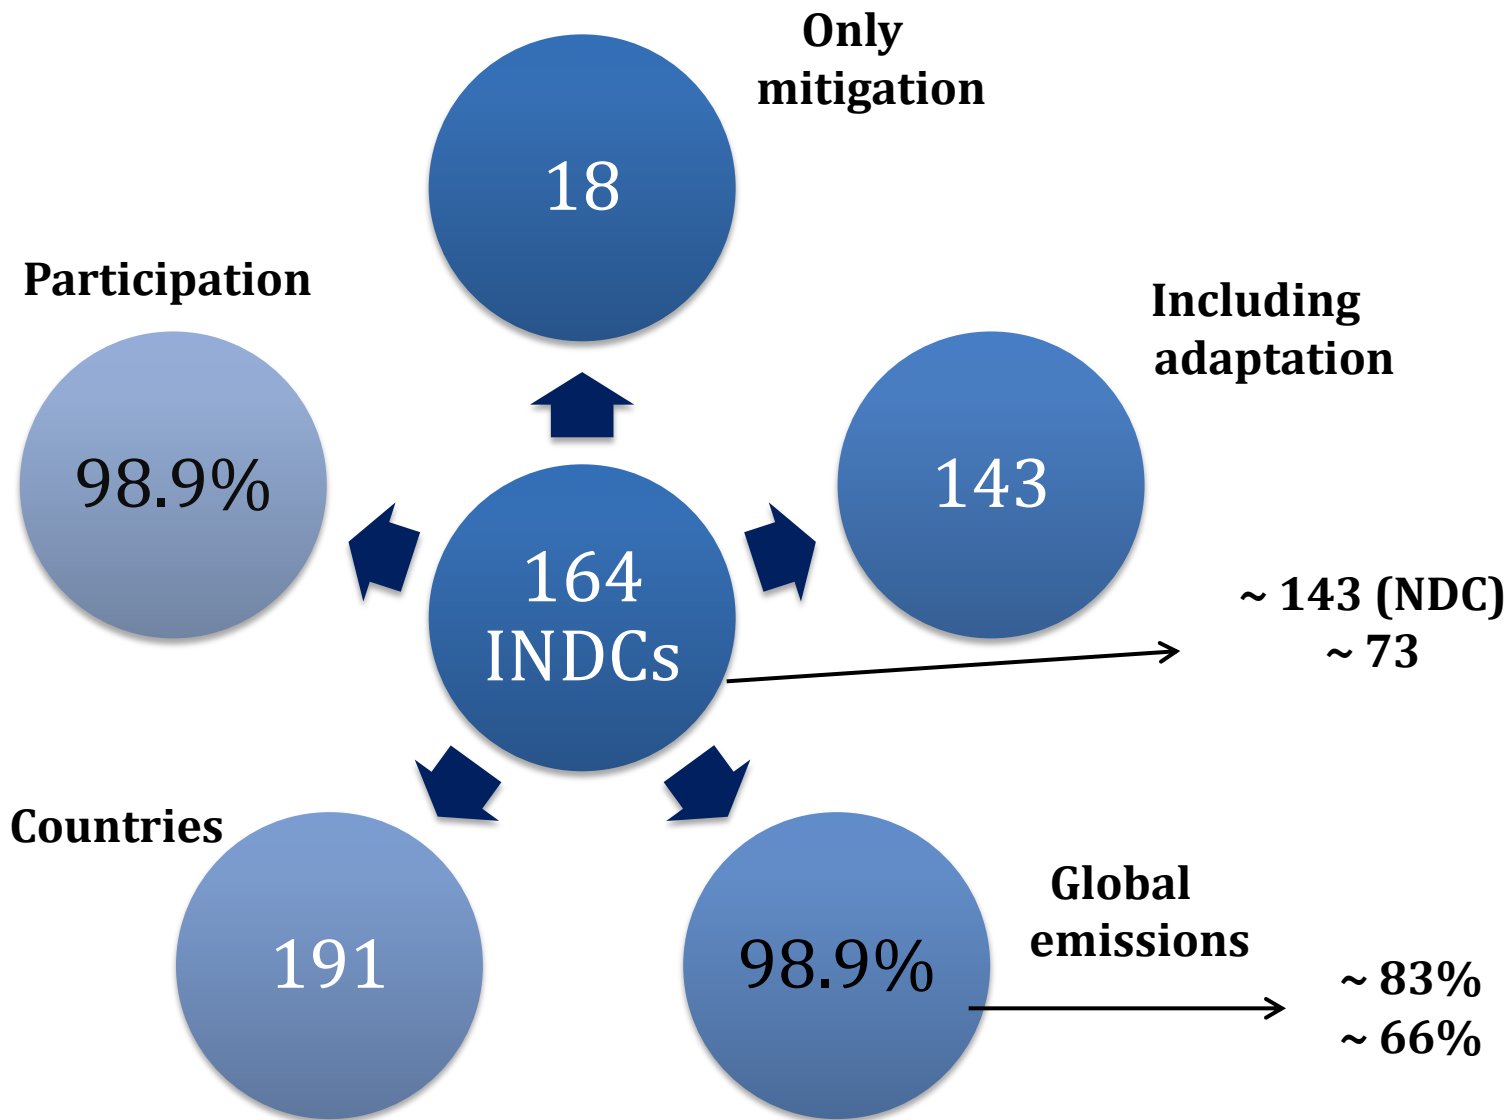 Only
mitigation
18
Participation
98.9%
Including
adaptation
143
164
INDCs
~ 143 (NDC)
~ 73
Countries
191
98.9%
Global
emissions
~ 83%
~ 66%